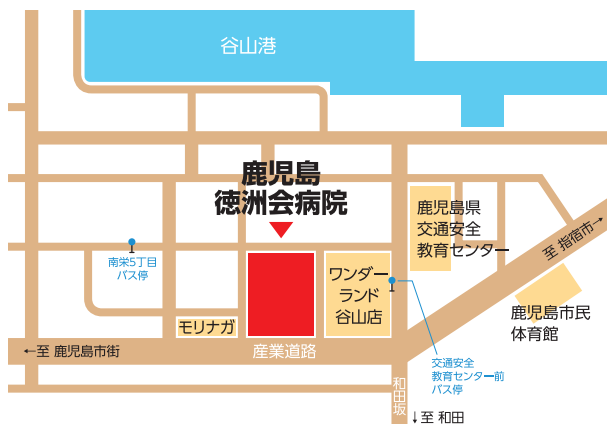 谷山港
鹿児島
徳洲会病院
鹿児島県
交通安全
教育センター
至 指宿市→
南栄5丁目
バス停
ワンダー
ランド
谷山店
モリナガ
鹿児島市民
体育館
←至 鹿児島市街
産業道路
交通安全
教育センター前
バス停
和田坂
↓至 和田